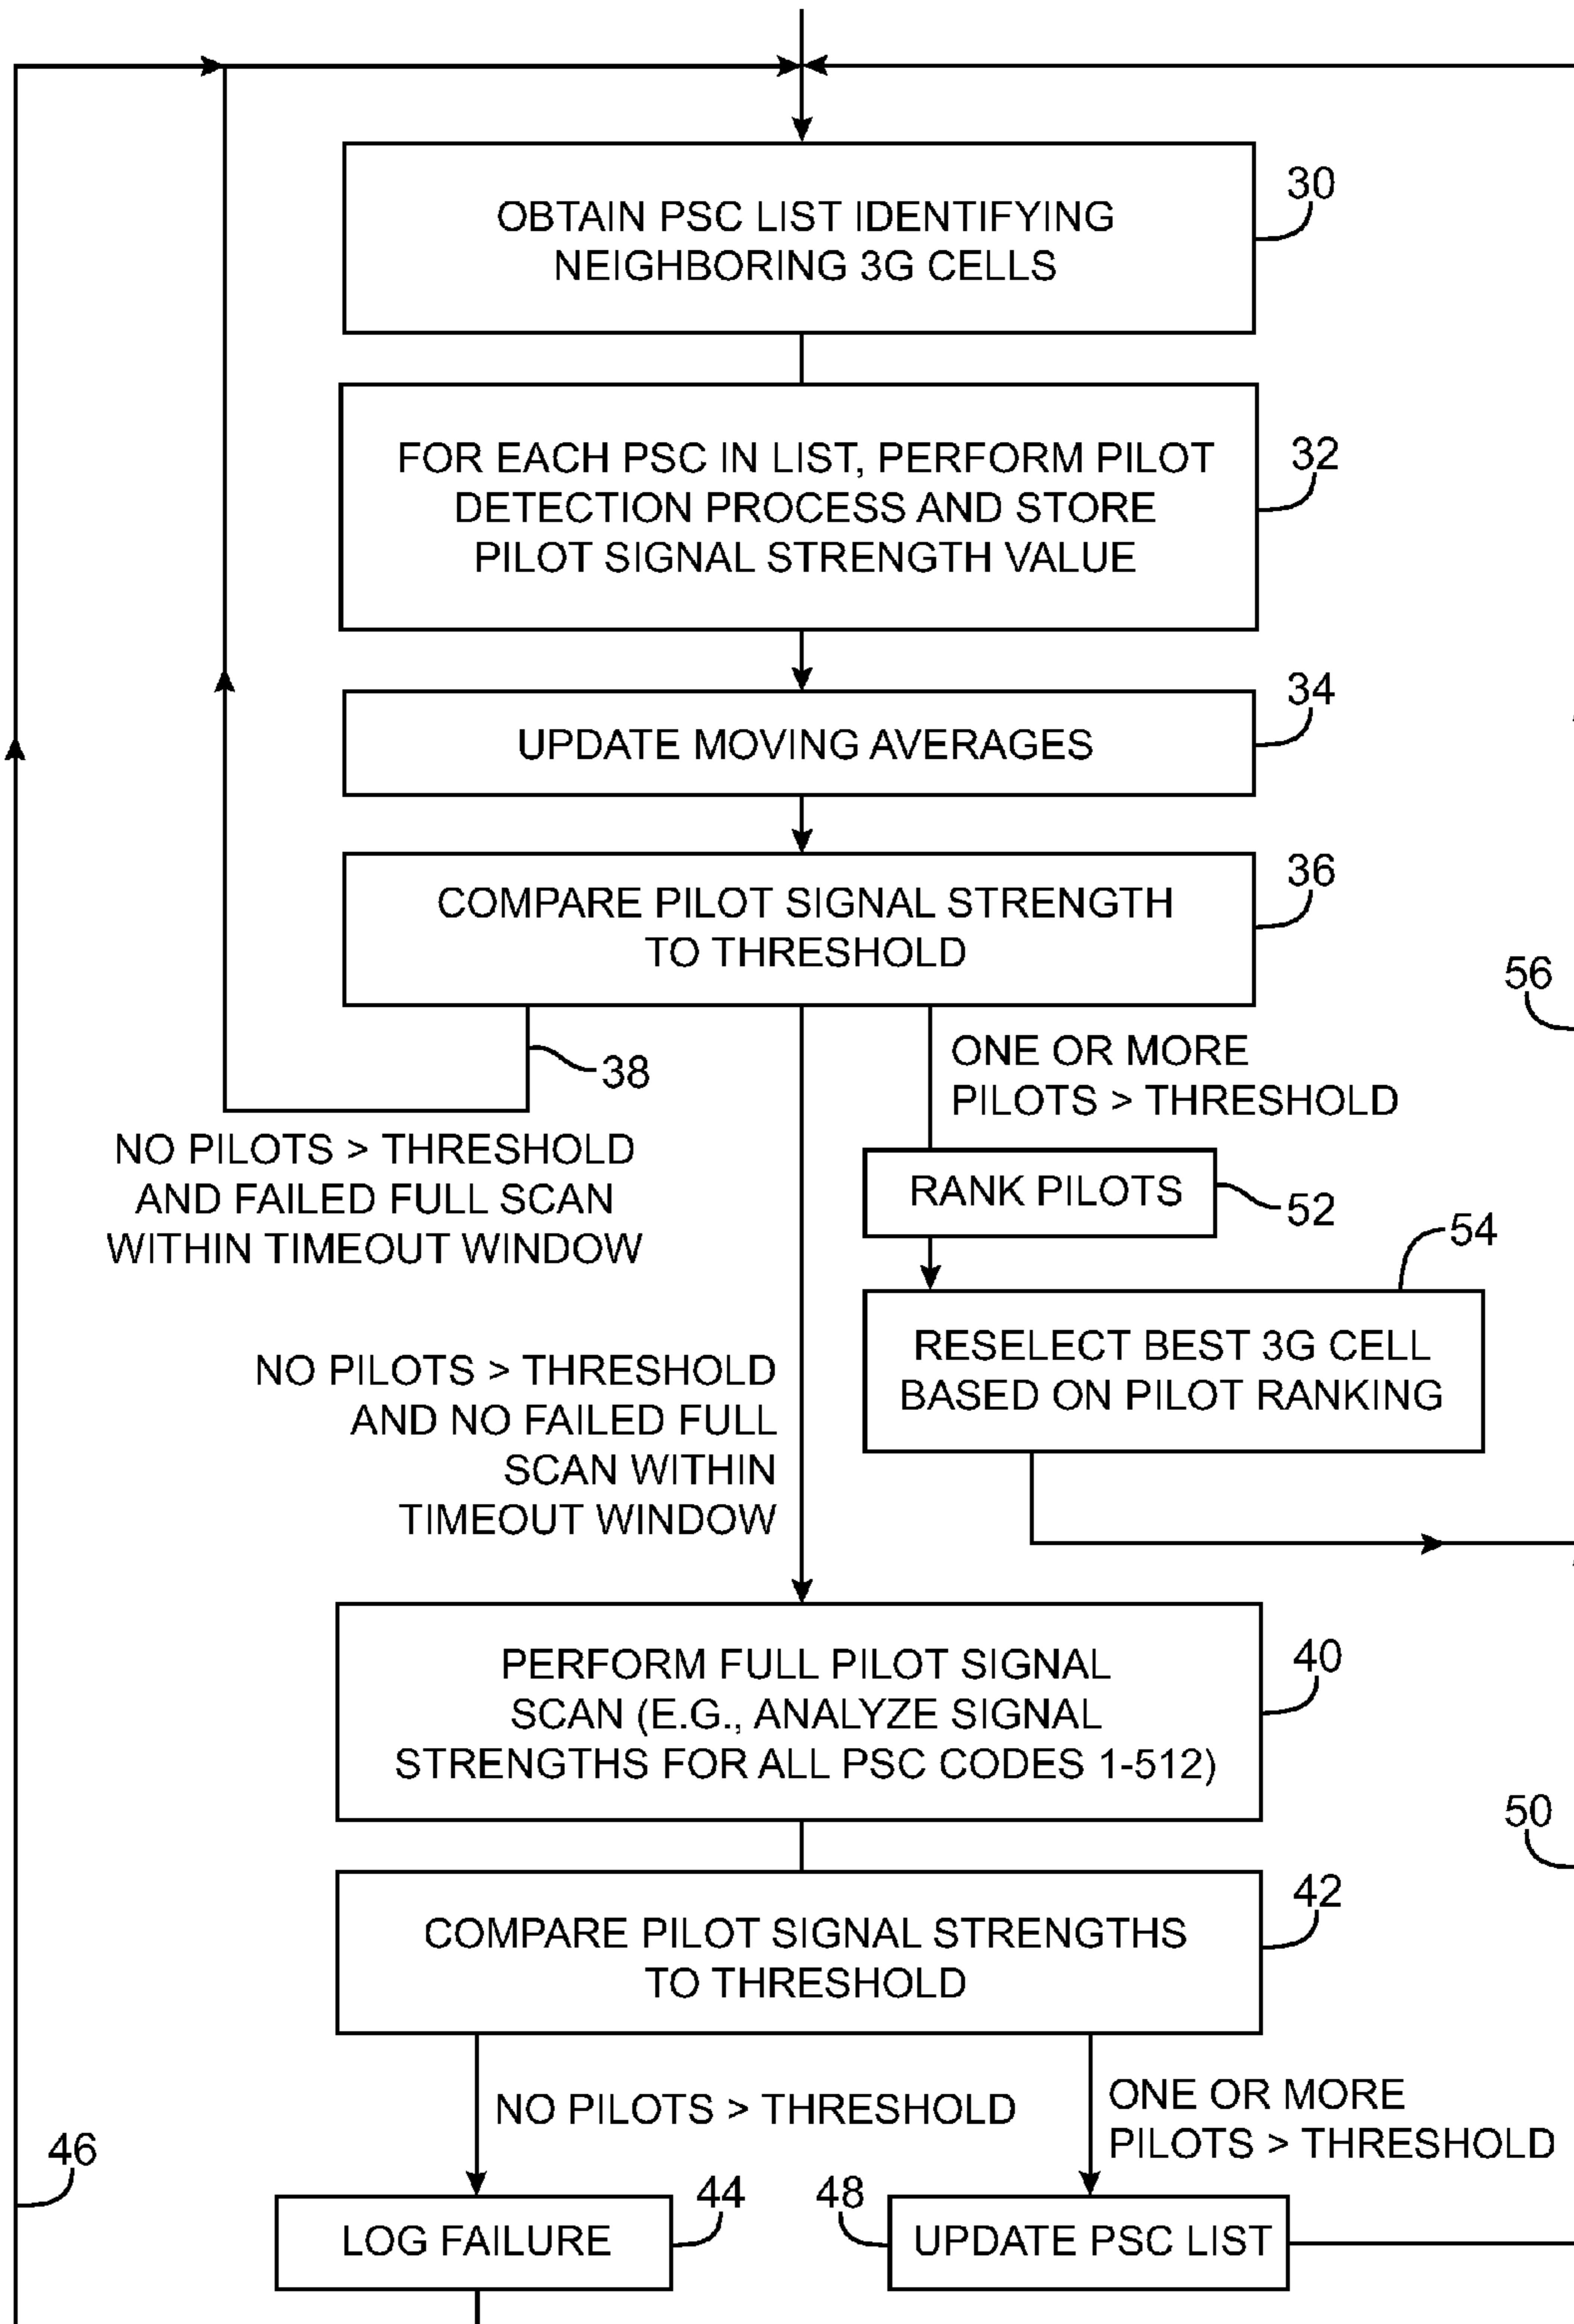 OBTAIN PSC LIST IDENTIFYING
NEIGHBORING 3G CELLS
30
FOR EACH PSC IN LIST, PERFORM PILOT
DETECTION PROCESS AND STORE
PILOT SIGNAL STRENGTH VALUE
32
UPDATE MOVING AVERAGES
34
COMPARE PILOT SIGNAL STRENGTH
TO THRESHOLD
36
56
38
ONE OR MORE
PILOTS > THRESHOLD
NO PILOTS > THRESHOLD
AND FAILED FULL SCAN
WITHIN TIMEOUT WINDOW
RANK PILOTS
52
54
RESELECT BEST 3G CELL
BASED ON PILOT RANKING
NO PILOTS > THRESHOLD
AND NO FAILED FULL
SCAN WITHIN
TIMEOUT WINDOW
PERFORM FULL PILOT SIGNAL
SCAN (E.G., ANALYZE SIGNAL
STRENGTHS FOR ALL PSC CODES 1-512)
40
50
COMPARE PILOT SIGNAL STRENGTHS
TO THRESHOLD
42
NO PILOTS > THRESHOLD
ONE OR MORE
PILOTS > THRESHOLD
46
LOG FAILURE
44
48
UPDATE PSC LIST